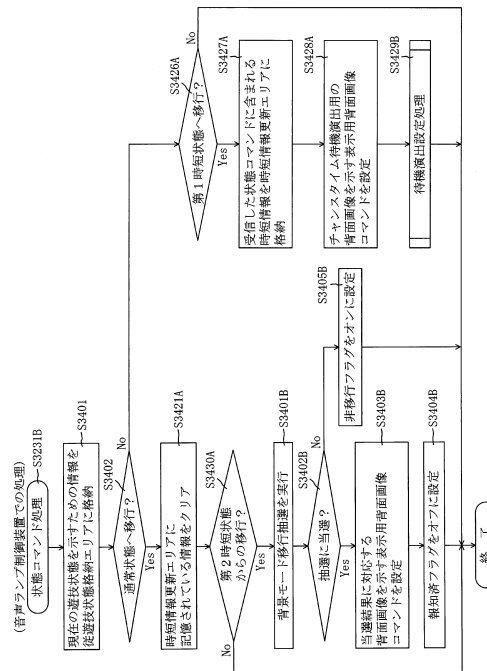 (音声ランプ制御装置での処理)
状態コマンド処理
S3231B
現在の遊技状態を示すための情報を
従遊技状態格納エリアに格納
S3401
通常状態へ移行?
S3402
No
Yes
時短情報更新エリアに
記憶されている情報をクリア
S3421A
第2時短状態
からの移行?
S3430A
No
Yes
背景モード移行抽選を実行
S3401B
抽選に当選?
S3402B
No
Yes
非移行フラグをオンに設定
S3405B
当選結果に対応する
背面画像を示す表示用背面画像
コマンドを設定
S3403B
報知済フラグをオフに設定
S3404B
第1時短状態へ移行?
S3426A
No
Yes
受信した状態コマンドに含まれる
時短情報を時短情報更新エリアに
格納
S3427A
チャンスタイム待機演出用の
背面画像を示す表示用背面画像
コマンドを設定
S3428A
待機演出設定処理
S3429B
終了